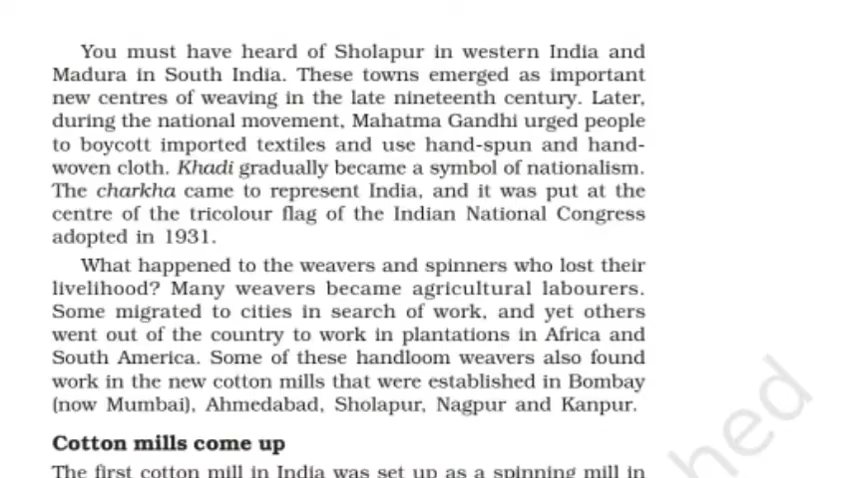 You must have heard of Sholapur in western India and
Madura in South India. These towns emerged as important
new centres of weaving in the late nineteenth century. Later,
during the national movement, Mahatma Gandhi urged people
to boycott imported textiles and use hand-spun and hand-
woven cloth. Khadi gradually became a symbol of nationalism.
The charkha came to represent India, and it was put at the
centre of the tricolour flag of the Indian National Congress
adopted in 1931.
What happened to the weavers and spinners who lost their
livelihood? Many weavers became agricultural labourers.
Some migrated to cities in search of work, and yet others
went out of the country to work in plantations in Africa and
South America. Some of these handloom weavers also found
work in the new cotton mills that were established in Bombay
(now Mumbai), Ahmedabad, Sholapur, Nagpur and Kanpur.
Cotton mills come up
The first cotton mill in India was set up as a spinning mill in
hed